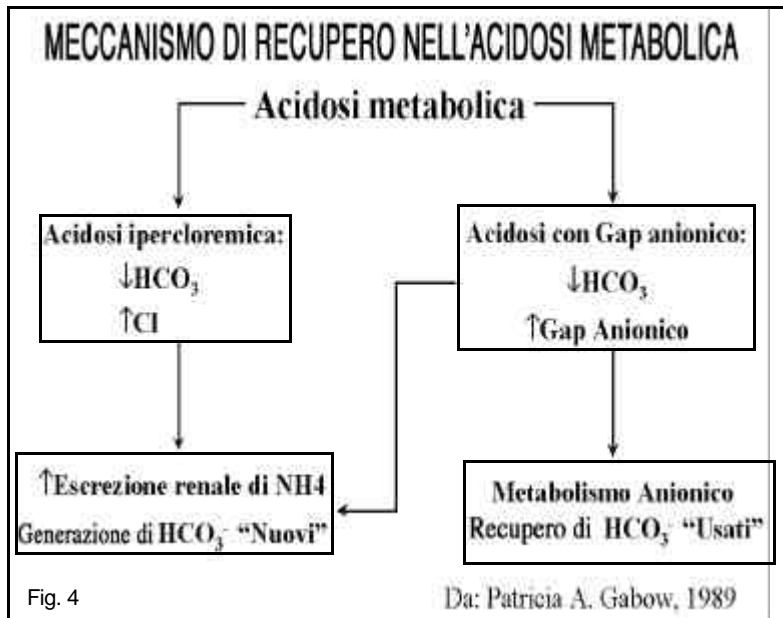 MECCANISMO DI RECUPERO NELL'ACIDOSI METABOLICA
Acidosi metabolica
Acidosi ipercloremica:
↓HCO₃
↑Cl
Acidosi con Gap anionico:
↓HCO₃
↑Gap Anionico
↑Escrezione renale di NH4
Generazione di HCO₃⁻ “Nuovi”
Metabolismo Anionico
Recupero di HCO₃⁻ “Usati”
Fig. 4
Da: Patricia A. Gabow, 1989